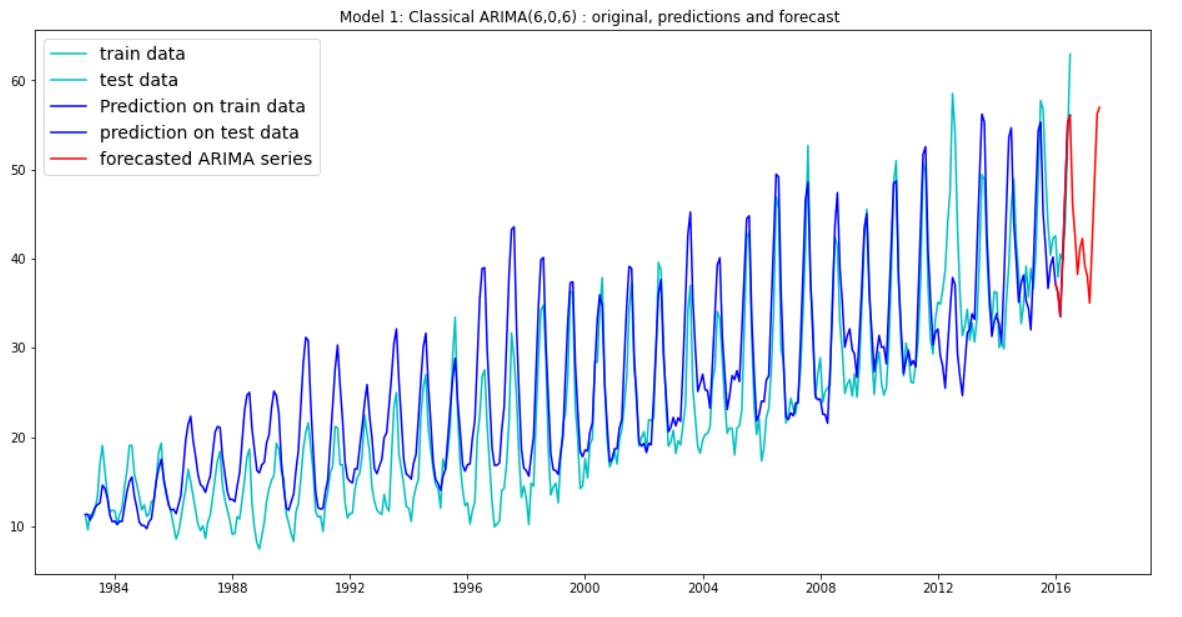 Model 1: Classical ARIMA(6,0,6) : original, predictions and forecast
train data
test data
Prediction on train data
prediction on test data
forecasted ARIMA series
60
50
40
30
20
10
1984 1988 1992 1996 2000 2004 2008 2012 2016